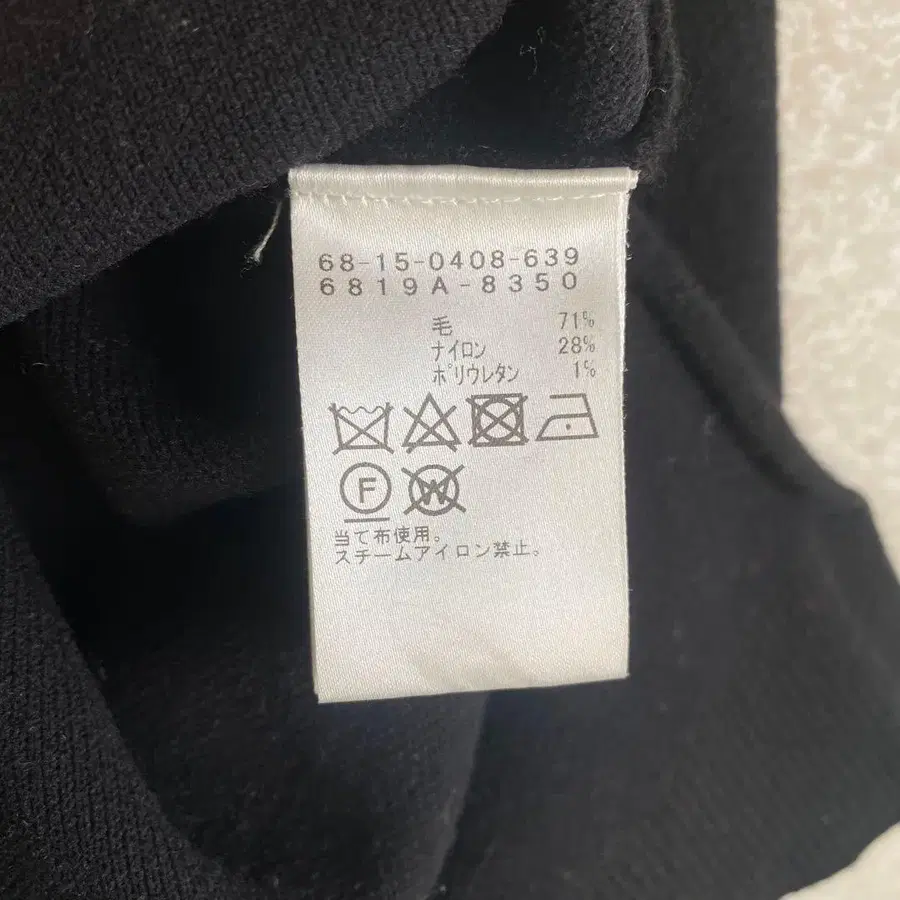 68-15-0408-639
6819A-8350
毛 71%
ナイロン 28%
ポリウレタン 1%
F W
当て布使用。
スチームアイロン禁止。